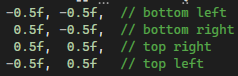 -0.5f, -0.5f, // bottom left
0.5f, -0.5f, // bottom right
0.5f, 0.5f, // top right
-0.5f, 0.5f, // top left